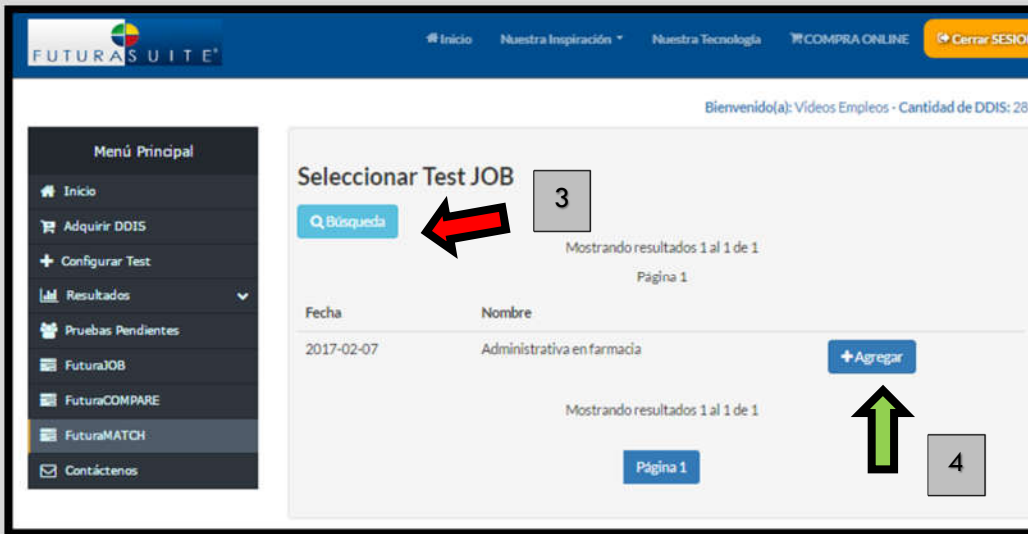 FUTURASUITE®
Inicio Nuestra Inspiración Nuestra Tecnología COMPRA ONLINE Cerrar SESIO
Bienvenido(a): Videos Empleos - Cantidad de DDIS: 28
Menú Principal
Inicio
Adquirir DDIS
Configurar Test
Resultados
Pruebas Pendientes
FuturaJOB
FuturaCOMPARE
FuturaMATCH
Contáctenos
Seleccionar Test JOB
Búsqueda
3
Mostrando resultados 1 al 1 de 1
Página 1
Fecha Nombre
2017-02-07 Administrativa en farmacia +Agregar
Mostrando resultados 1 al 1 de 1
4
Página 1